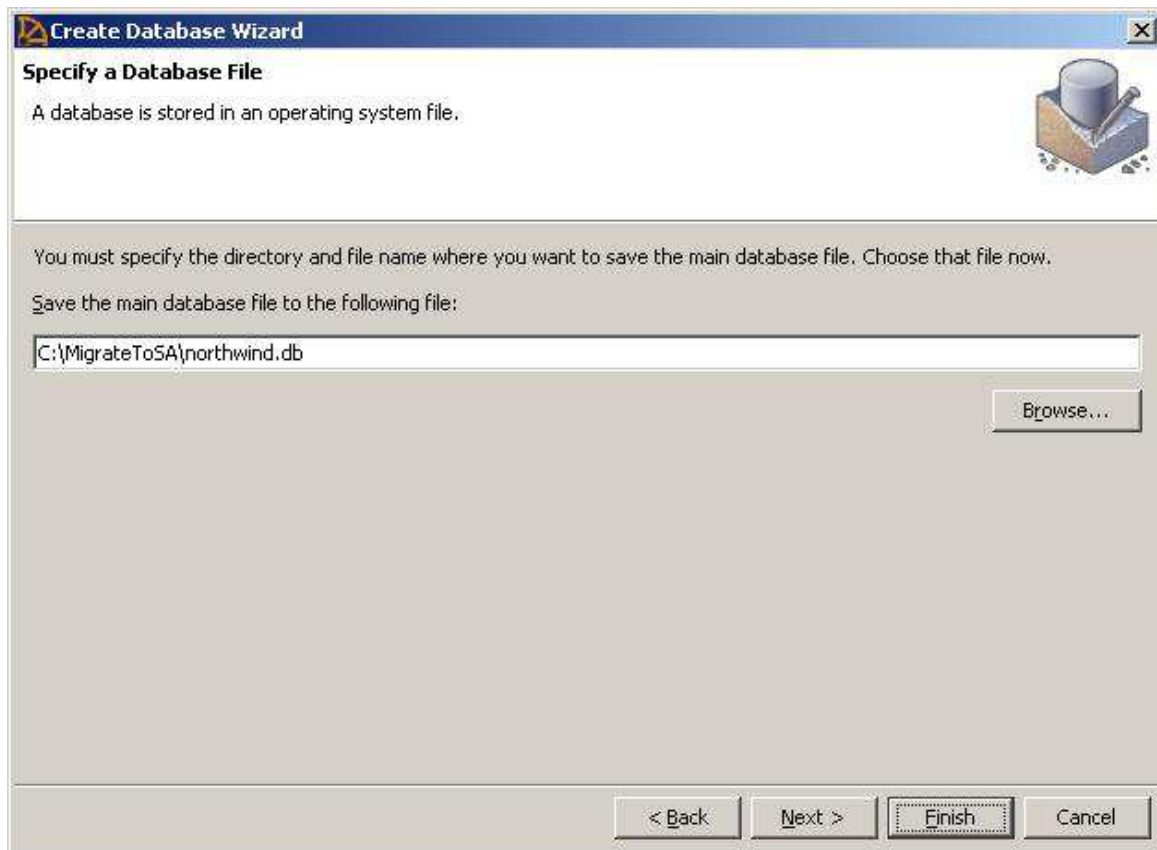 Create Database Wizard
Specify a Database File
A database is stored in an operating system file.
You must specify the directory and file name where you want to save the main database file. Choose that file now.
Save the main database file to the following file:
C:\MigrateToSA\northwind.db
Browse...
< Back Next > Finish Cancel